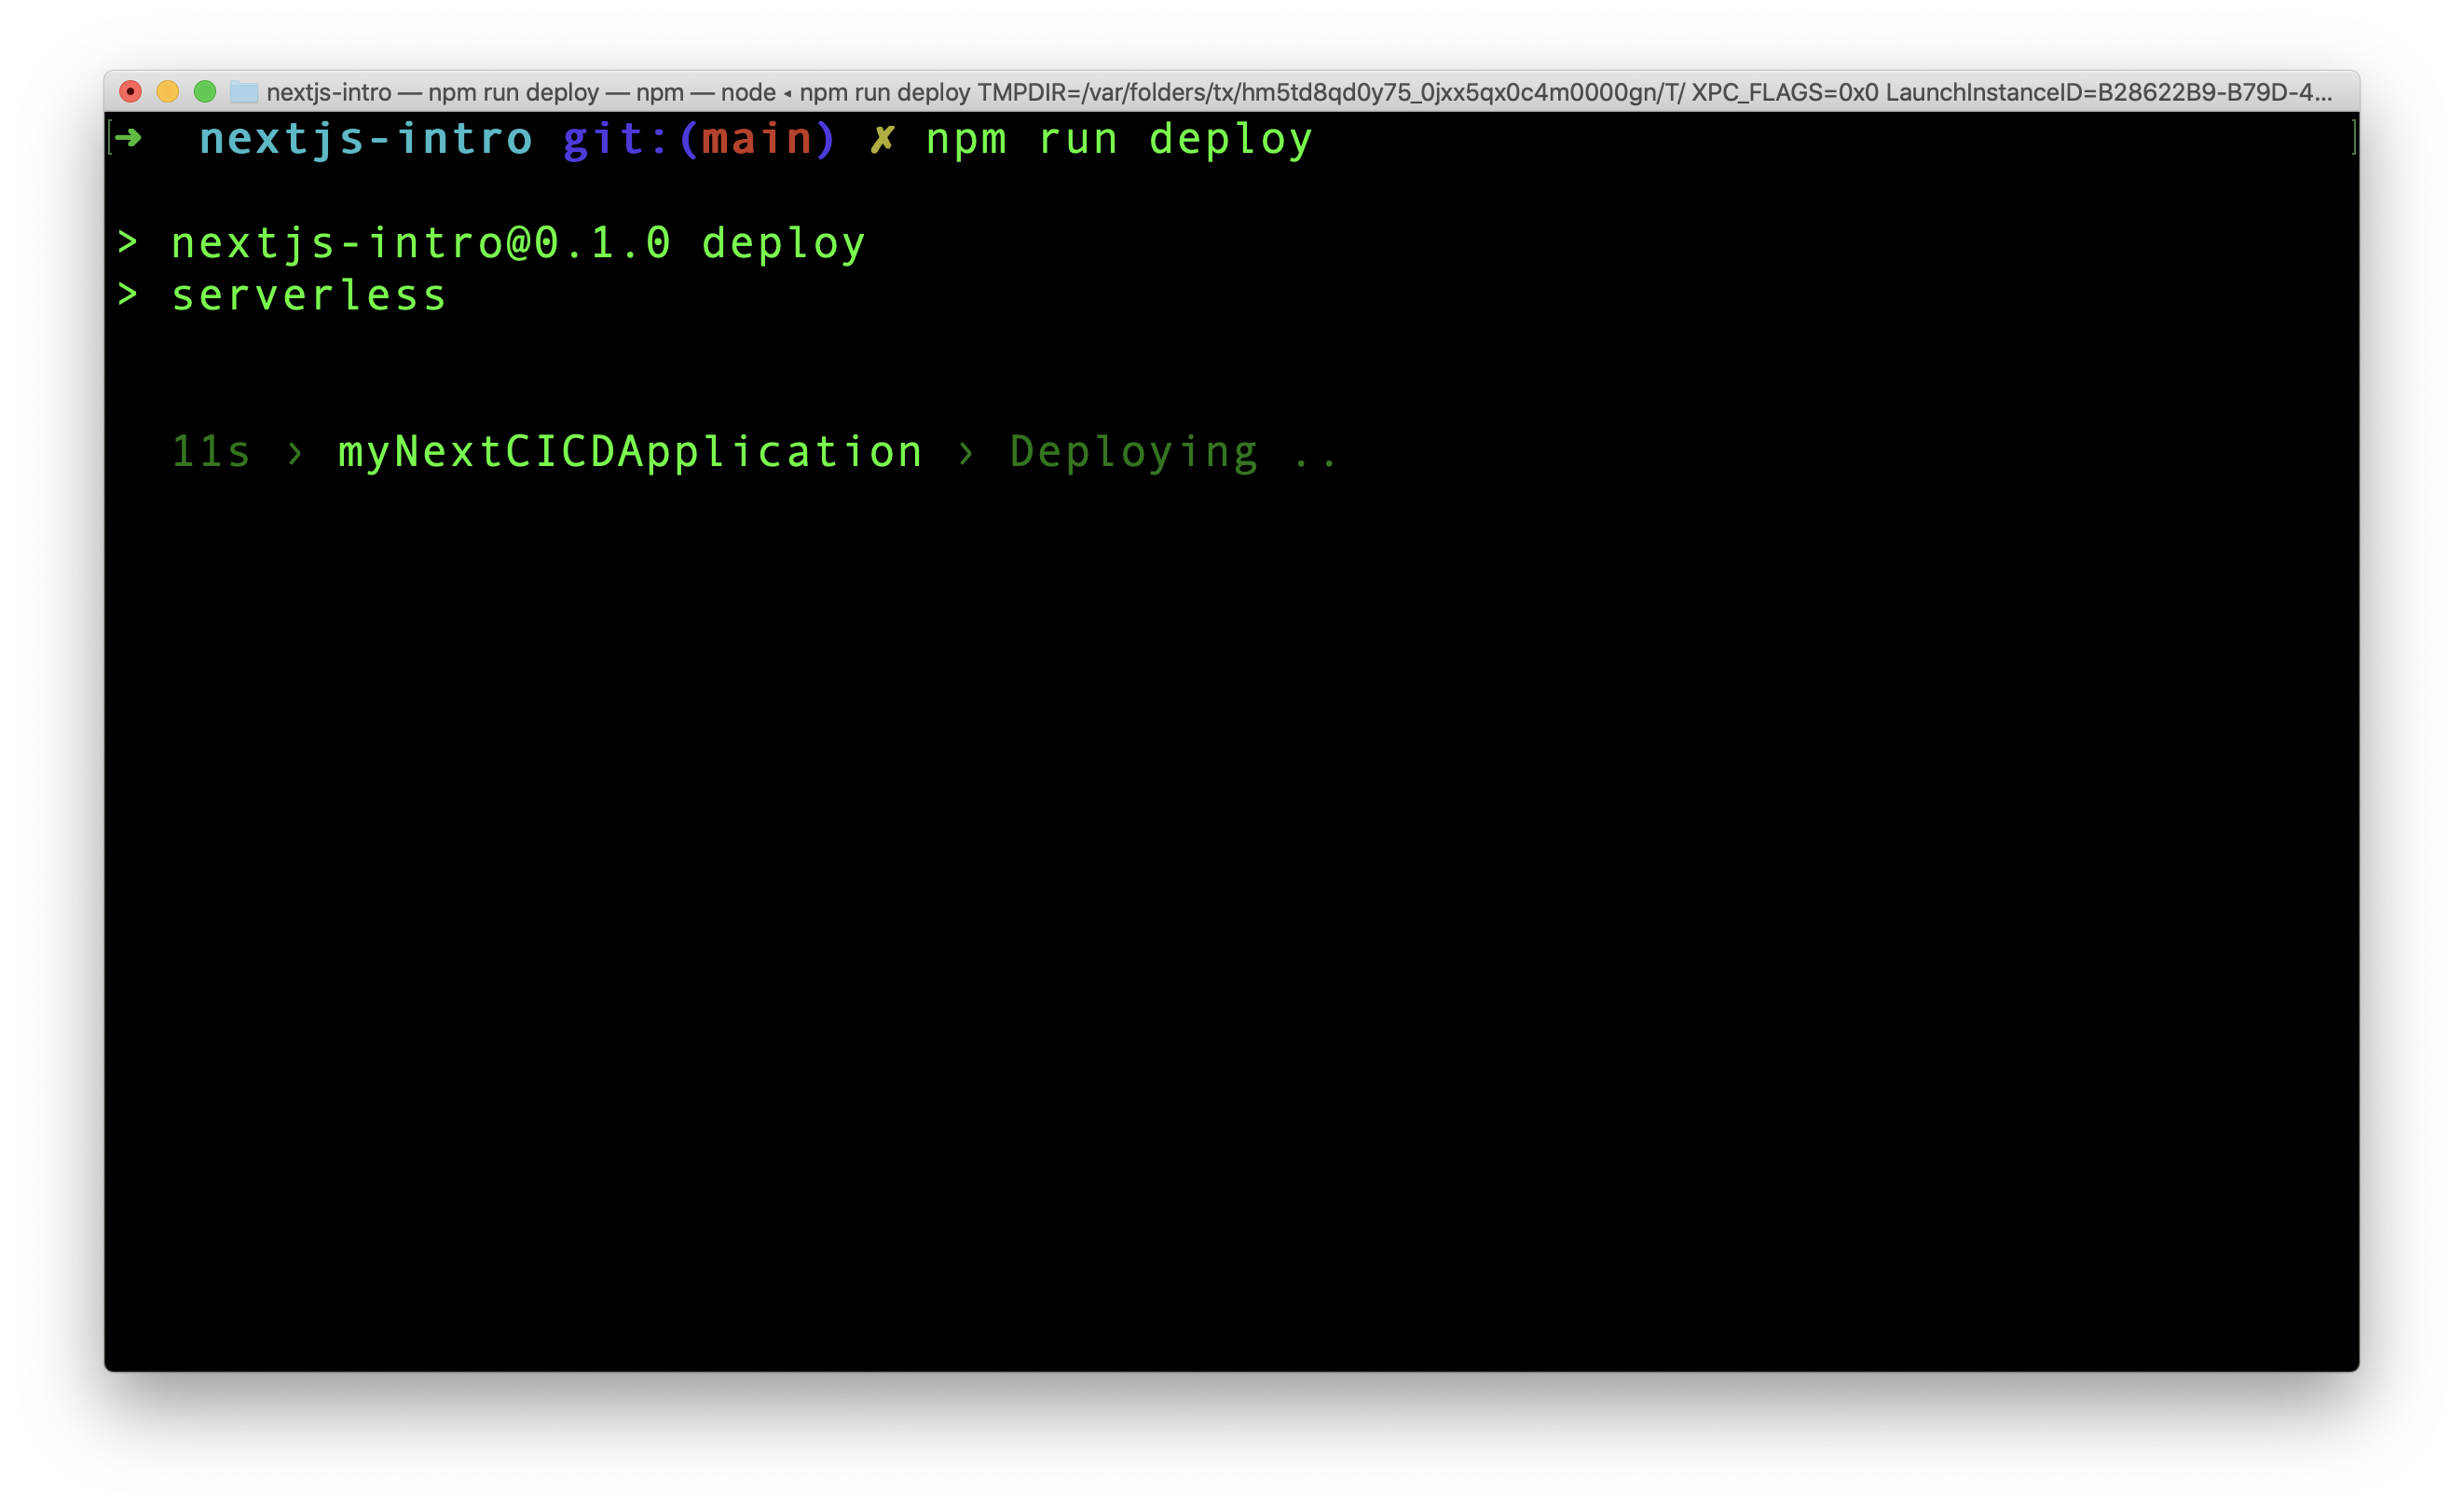 nextjs-intro — npm run deploy — npm — node ◂ npm run deploy TMPDIR=/var/folders/tx/hm5td8qd0y75_0jxx5qx0c4m0000gn/T/ XPC_FLAGS=0x0 LaunchInstanceID=B28622B9-B79D-4...
➜  nextjs-intro git:(main) ✗ npm run deploy
> nextjs-intro@0.1.0 deploy
> serverless
11s › myNextCICDApplication › Deploying ..